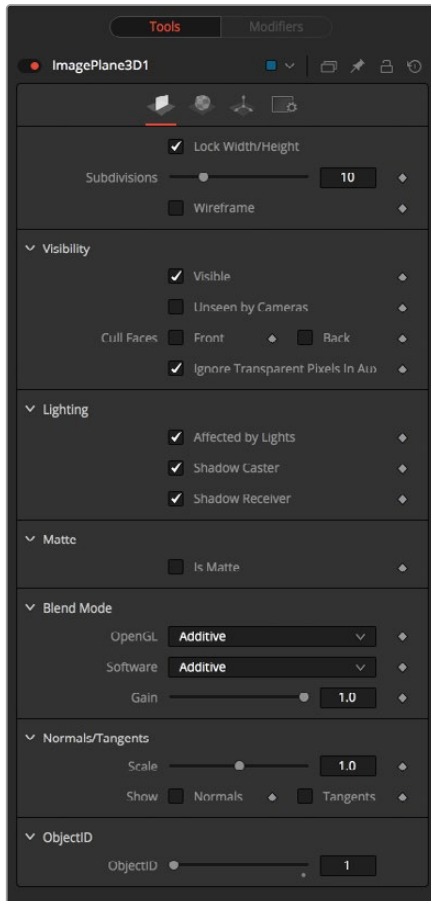 Tools Modifiers
ImagePlane3D1
Lock Width/Height
Subdivisions 10
Wireframe
Visibility
Visible
Unseen by Cameras
Cull Faces Front Back
Ignore Transparent Pixels In Aux
Lighting
Affected by Lights
Shadow Caster
Shadow Receiver
Matte
Is Matte
Blend Mode
OpenGL Additive
Software Additive
Gain 1.0
Normals/Tangents
Scale 1.0
Show Normals Tangents
ObjectID
ObjectID 1